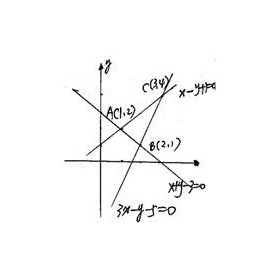 y
C(3,4)
x-y+1=0
A(1,2)
B(2,1)
x+y-3=0
3x-y-5=0